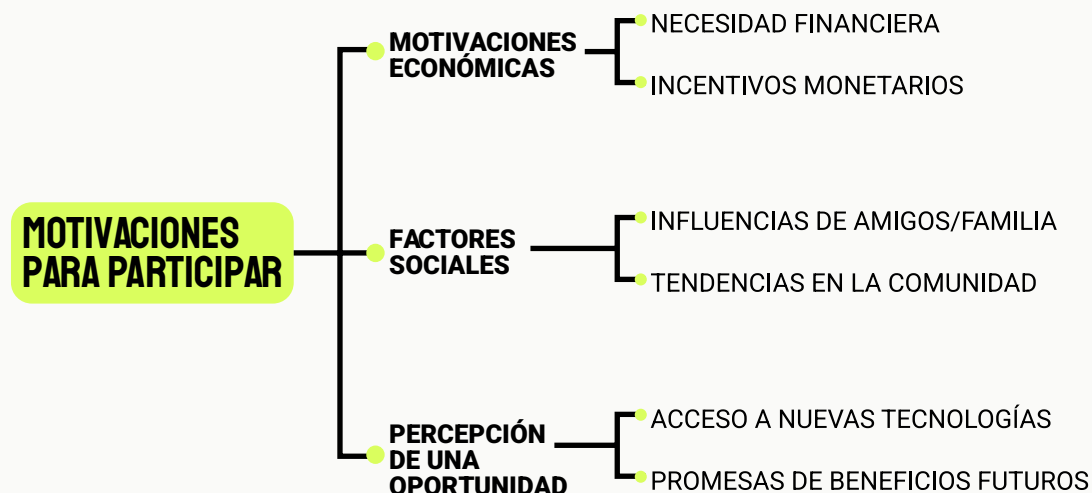 MOTIVACIONES
PARA PARTICIPAR
MOTIVACIONES
ECONÓMICAS
NECESIDAD FINANCIERA
INCENTIVOS MONETARIOS
FACTORES
SOCIALES
INFLUENCIAS DE AMIGOS/FAMILIA
TENDENCIAS EN LA COMUNIDAD
PERCEPCIÓN
DE UNA
OPORTUNIDAD
ACCESO A NUEVAS TECNOLOGÍAS
PROMESAS DE BENEFICIOS FUTUROS